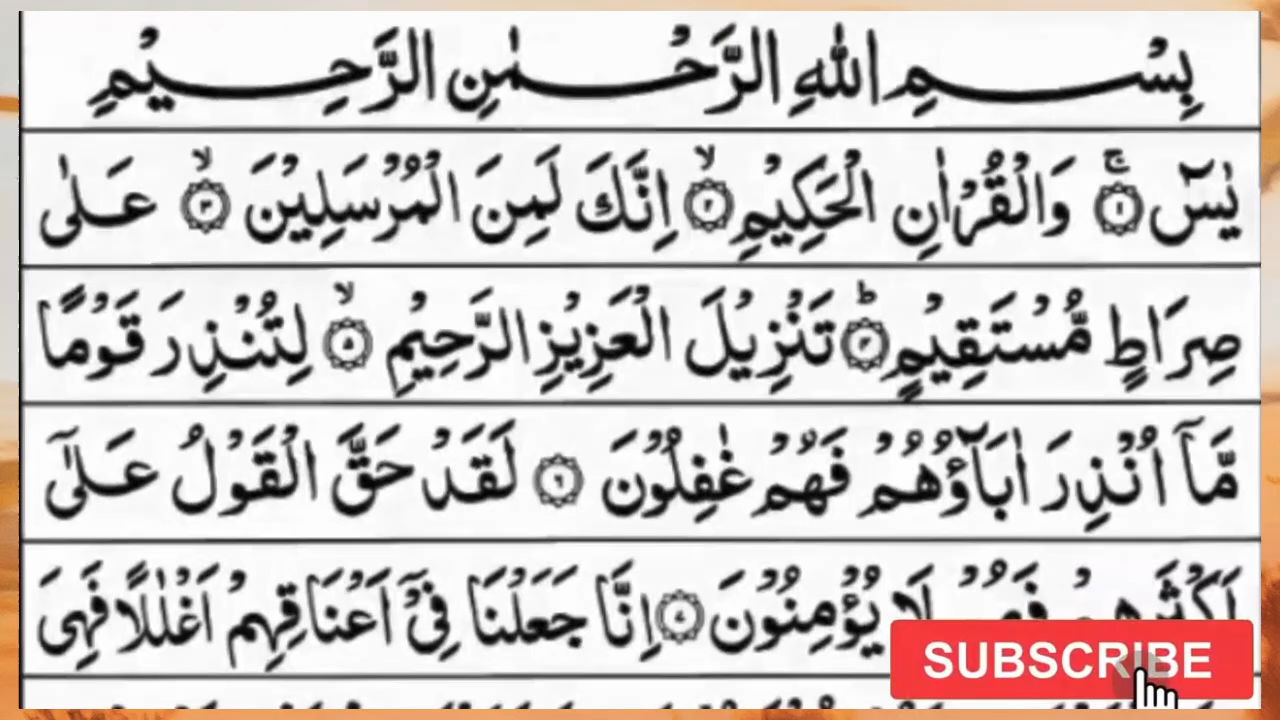 بِسْمِ اللهِ الرَّحْمٰنِ الرَّحِيْمِ
يٰسٓ ۚ ﴿١﴾ وَالْقُرْاٰنِ الْحَكِيْمِ ۙ ﴿٢﴾ اِنَّكَ لَمِنَ الْمُرْسَلِيْنَ ۙ ﴿٣﴾ عَلٰى
صِرَاطٍ مُّسْتَقِيْمٍ ؕ ﴿٤﴾ تَنْزِيْلَ الْعَزِيْزِ الرَّحِيْمِ ۙ ﴿٥﴾ لِتُنْذِرَ قَوْمًا
مَّآ اُنْذِرَ اٰبَآؤُهُمْ فَهُمْ غٰفِلُوْنَ ﴿٦﴾ لَقَدْ حَقَّ الْقَوْلُ عَلٰٓى
اَكْثَرِهِمْ فَهُمْ لَا يُؤْمِنُوْنَ ﴿٧﴾ اِنَّا جَعَلْنَا فِيْٓ اَعْنَاقِهِمْ اَغْلٰلًا فَهِىَ
SUBSCRIBE